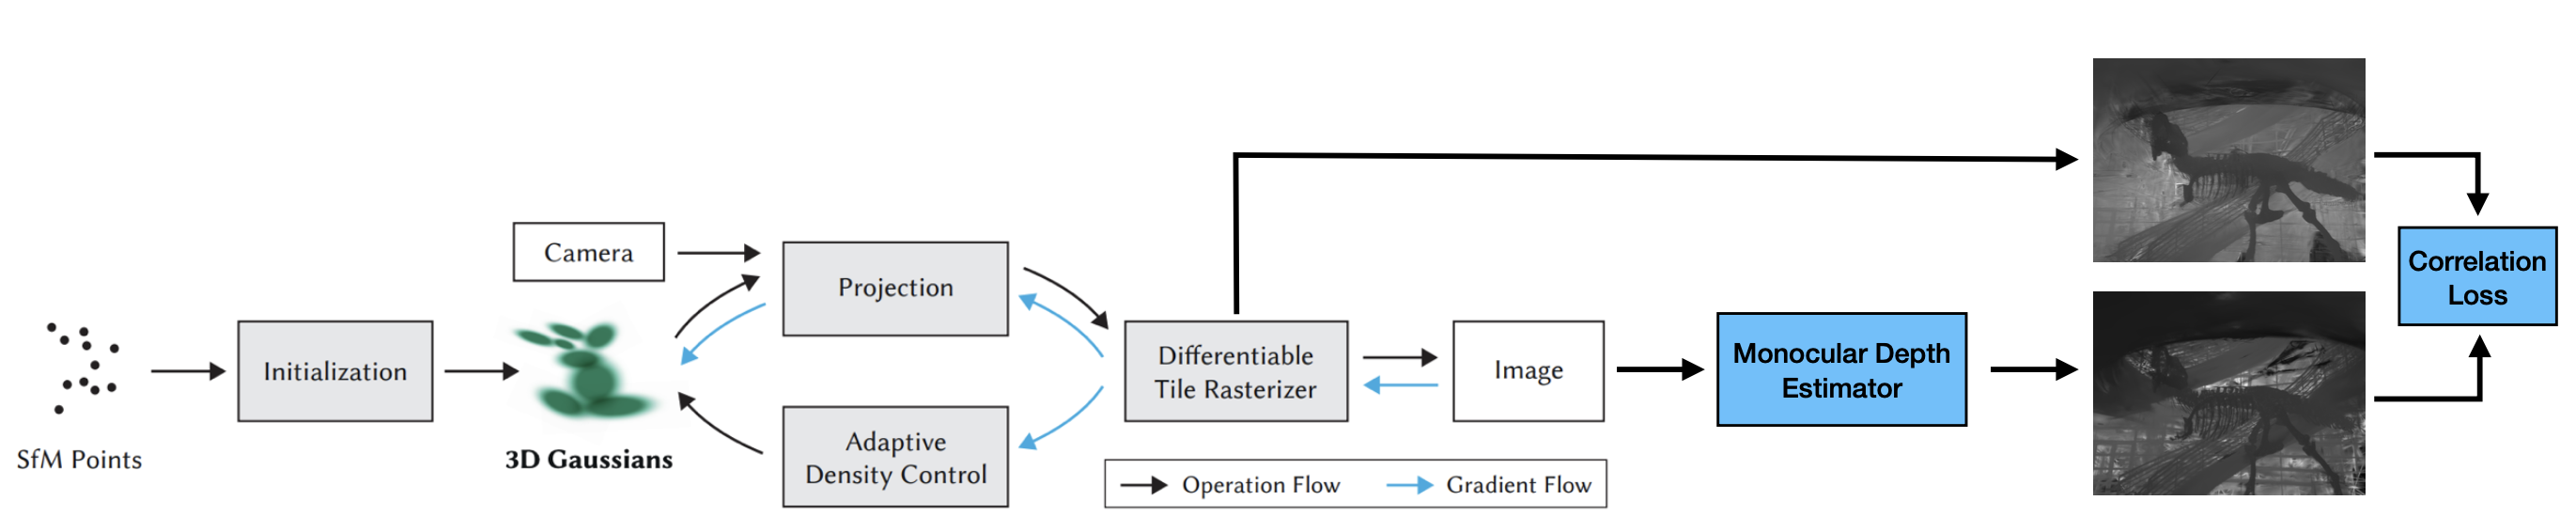 SfM Points
Initialization
Camera
3D Gaussians
Projection
Adaptive
Density Control
Differentiable
Tile Rasterizer
Image
Operation Flow
Gradient Flow
Monocular Depth
Estimator
Correlation
Loss